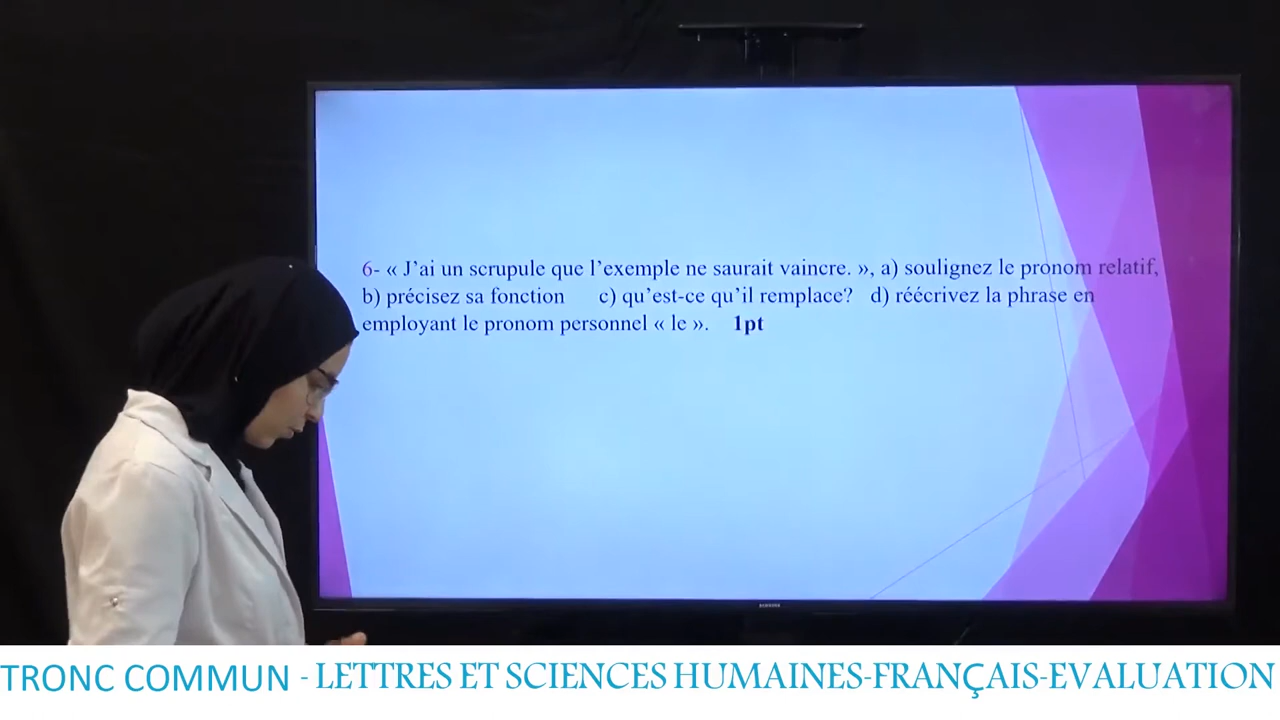 6- « J’ai un scrupule que l’exemple ne saurait vaincre. », a) soulignez le pronom relatif,
b) précisez sa fonction c) qu’est-ce qu’il remplace? d) réécrivez la phrase en
employant le pronom personnel « le ». 1pt
SAMSUNG
TRONC COMMUN - LETTRES ET SCIENCES HUMAINES-FRANÇAIS-EVALUATION